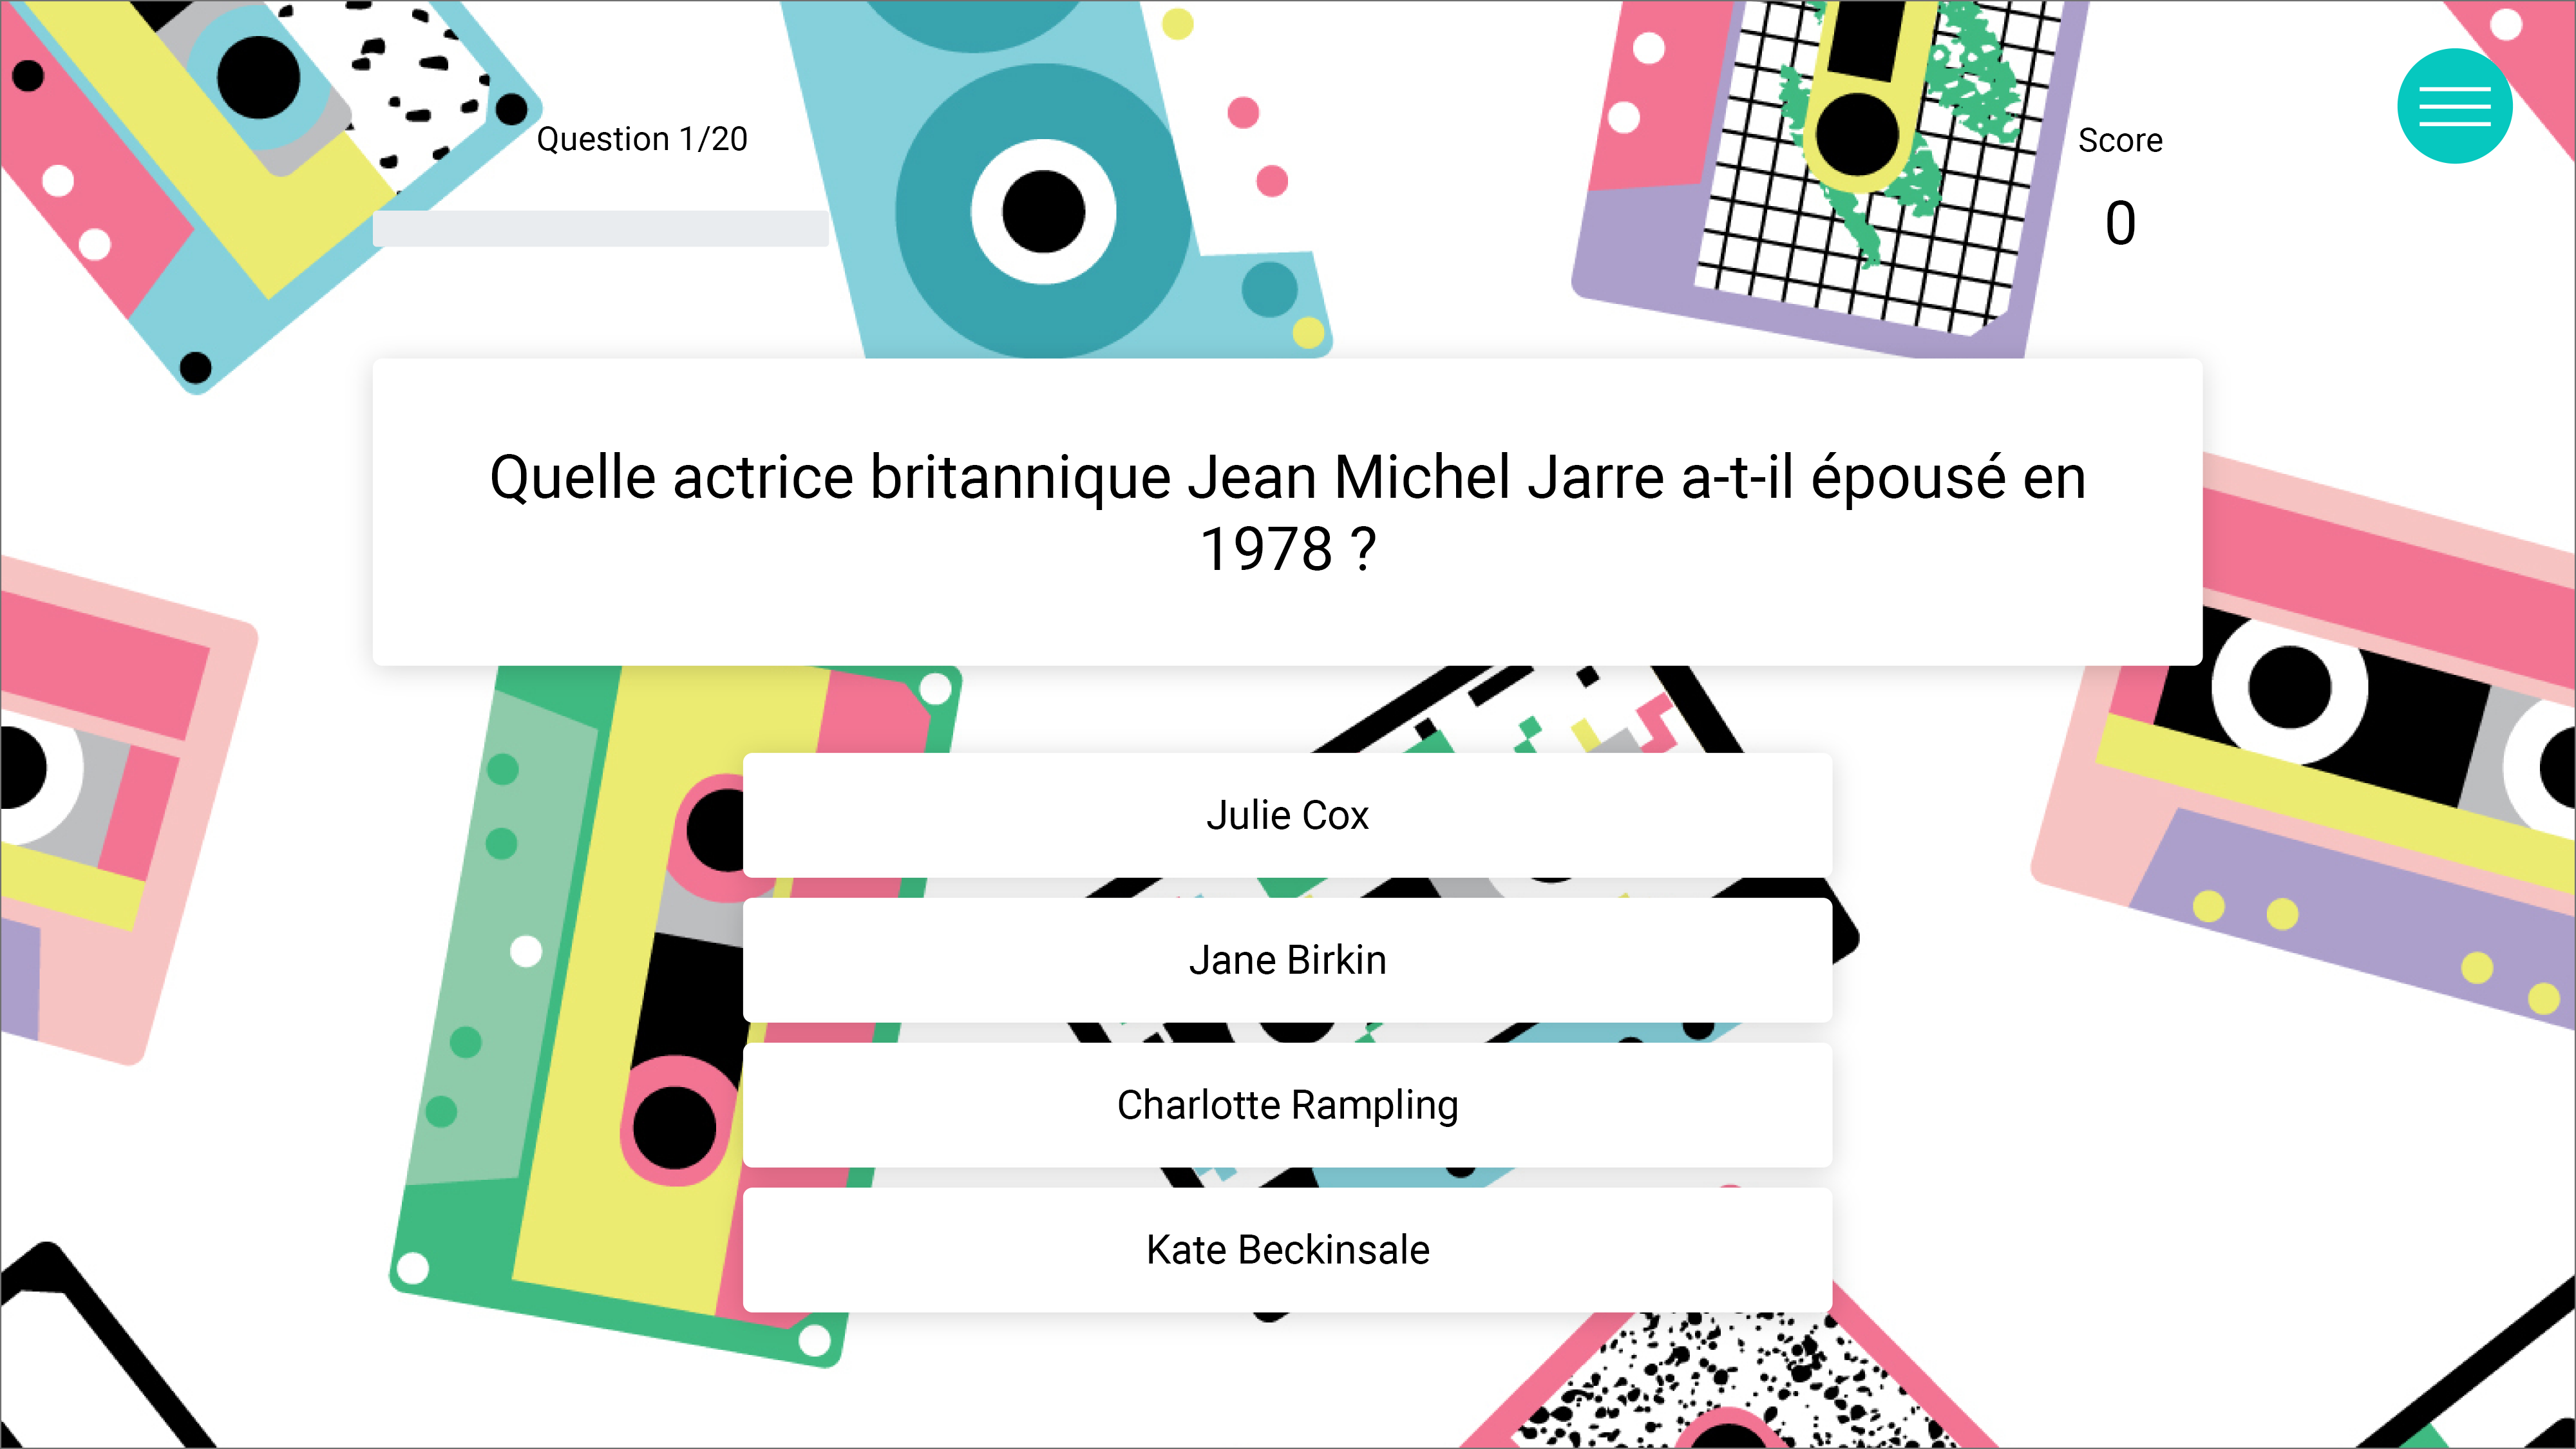 Question 1/20
Score
0
Quelle actrice britannique Jean Michel Jarre a-t-il épousé en
1978 ?
Julie Cox
Jane Birkin
Charlotte Rampling
Kate Beckinsale